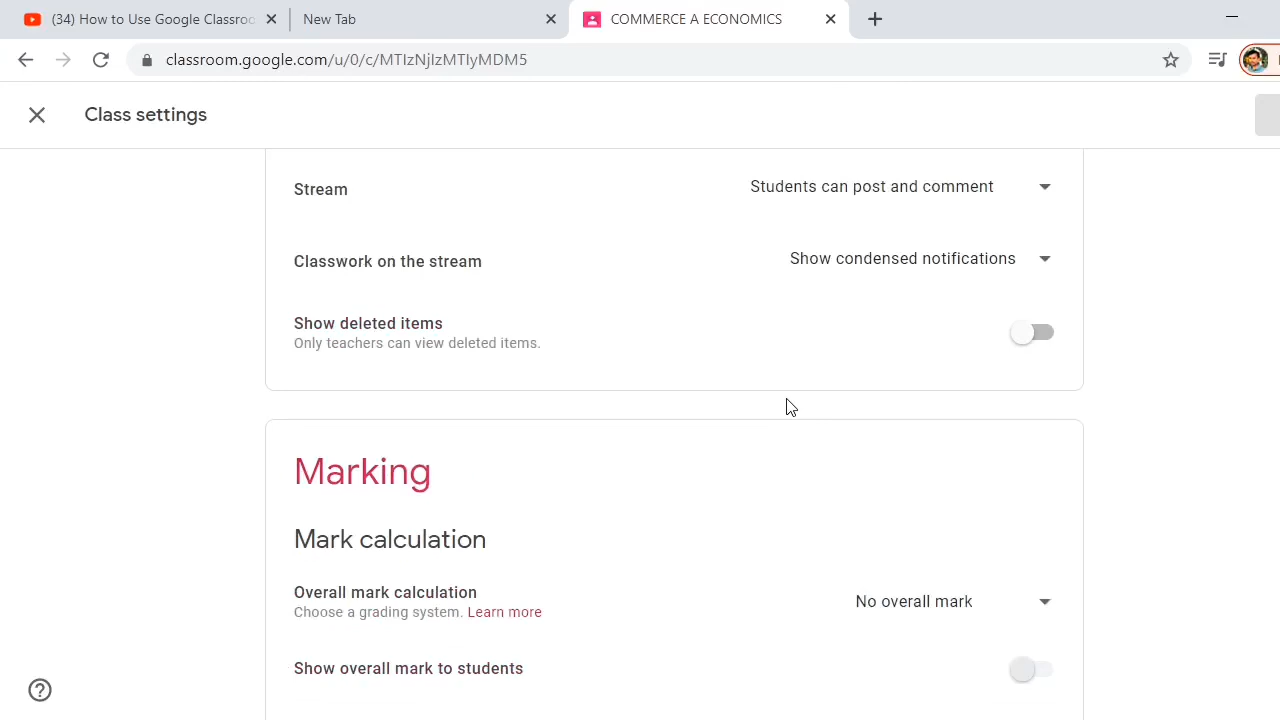 (34) How to Use Google Classroo
New Tab
COMMERCE A ECONOMICS
classroom.google.com/u/0/c/MTIzNjIzMTIyMDM5
Class settings
Stream
Students can post and comment
Classwork on the stream
Show condensed notifications
Show deleted items
Only teachers can view deleted items.
Marking
Mark calculation
Overall mark calculation
Choose a grading system. Learn more
No overall mark
Show overall mark to students